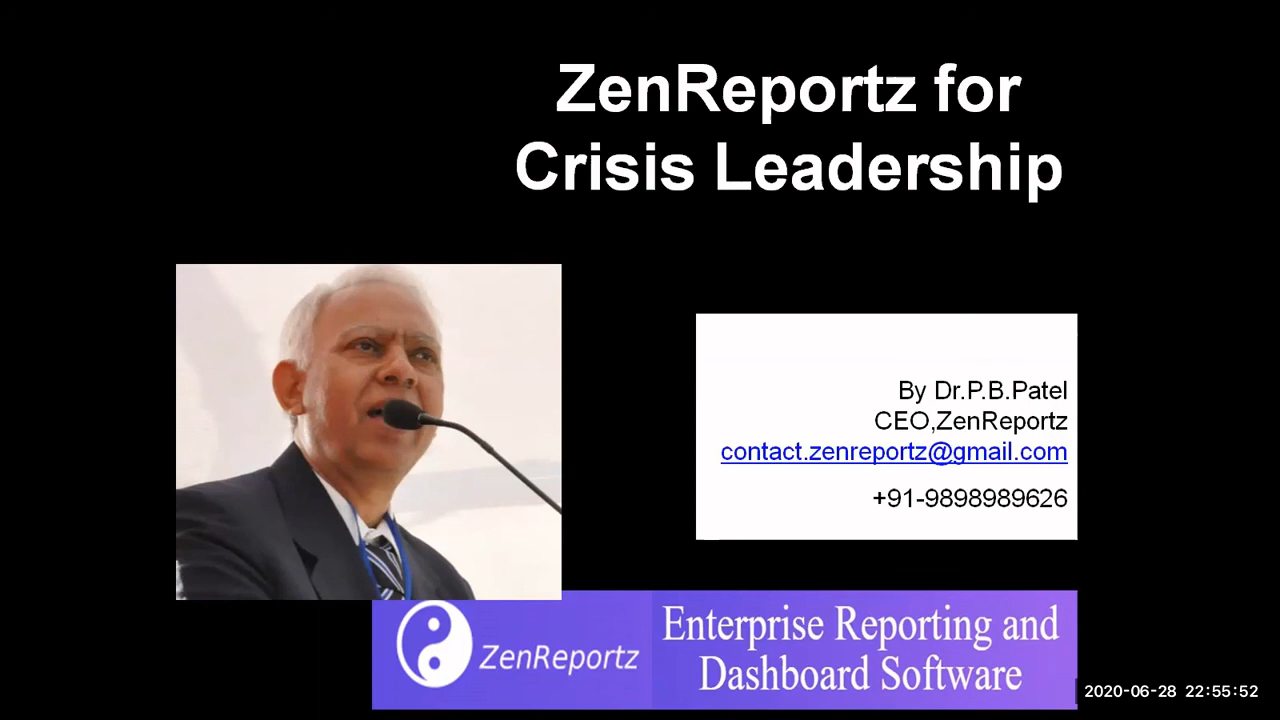 ZenReportz for
Crisis Leadership
By Dr.P.B.Patel
CEO,ZenReportz
contact.zenreportz@gmail.com
+91-9898989626
ZenReportz
Enterprise Reporting and
Dashboard Software
2020-06-28 22:55:52